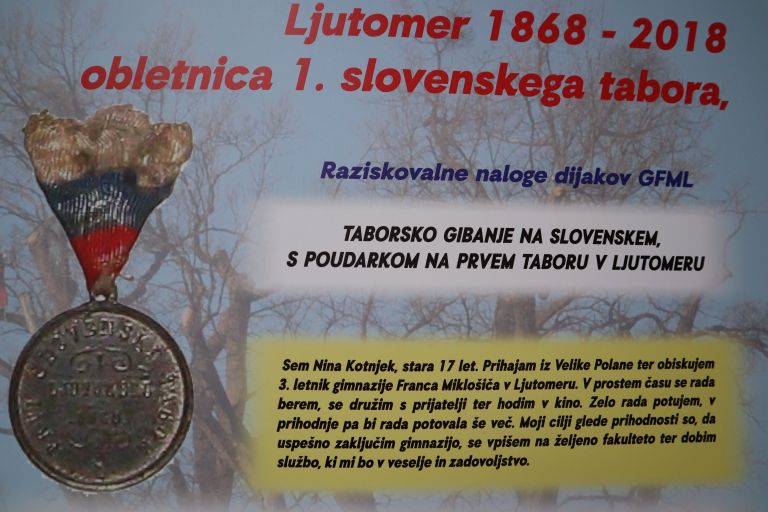 Ljutomer 1868 - 2018
obletnica 1. slovenskega tabora,
Raziskovalne naloge dijakov GFML
TABORSKO GIBANJE NA SLOVENSKEM,
S POUDARKOM NA PRVEM TABORU V LJUTOMERU
Sem Nina Kotnjek, stara 17 let. Prihajam iz Velike Polane ter obiskujem
3. letnik gimnazije Franca Miklošiča v Ljutomeru. V prostem času se rada
berem, se družim s prijatelji ter hodim v kino. Zelo rada potujem, v
prihodnje pa bi rada potovala še več. Moji cilji glede prihodnosti so, da
uspešno zaključim gimnazijo, se vpišem na željeno fakulteto ter dobim
službo, ki mi bo v veselje in zadovoljstvo.
PRVI SLOVENSKI TABOR